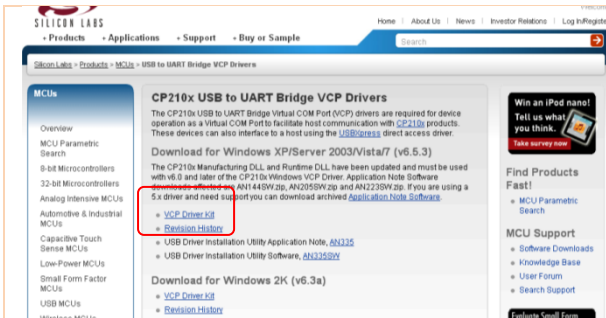 SILICON LABS
Home | About Us | News | Investor Relations | Log In/Registe
Products Applications Support Buy or Sample
Search
Silicon Labs > Products > MCUs > USB to UART Bridge VCP Drivers
MCUs
Overview
MCU Parametric
Search
8-bit Microcontrollers
32-bit Microcontrollers
Analog Intensive MCUs
Automotive & Industrial
MCUs
Capacitive Touch
Sense MCUs
Low-Power MCUs
Small Form Factor
MCUs
USB MCUs
CP210x USB to UART Bridge VCP Drivers
The CP210x USB to UART Bridge Virtual COM Port (VCP) drivers are required for device
operation as a Virtual COM Port to facilitate host communication with CP210x products.
These devices can also interface to a host using the USBXpress direct access driver.
Download for Windows XP/Server 2003/Vista/7 (v6.5.3)
The CP210x Manufacturing DLL and Runtime DLL have been updated and must be used
with v6.0 and later of the CP210x Windows VCP Driver. Application Note Software
downloads affected are AN144SW.zip, AN205SW.zip and AN223SW.zip. If you are using a
5.x driver and need support you can download archived Application Note Software.
VCP Driver Kit
Revision History
USB Driver Installation Utility Application Note, AN335
USB Driver Installation Utility Software, AN335SW
Download for Windows 2K (v6.3a)
VCP Driver Kit
Revision History
Win an iPod nano!
Tell us what
you think.
Take survey now
Find Products
Fast!
MCU Parametric
Search
MCU Support
Software Downloads
Knowledge Base
User Forum
Search Support
Evaluate Small Form